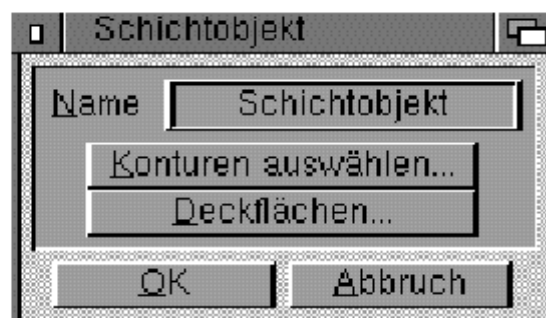 Schichtobjekt
Name Schichtobjekt
Konturen auswählen...
Deckflächen...
OK Abbruch